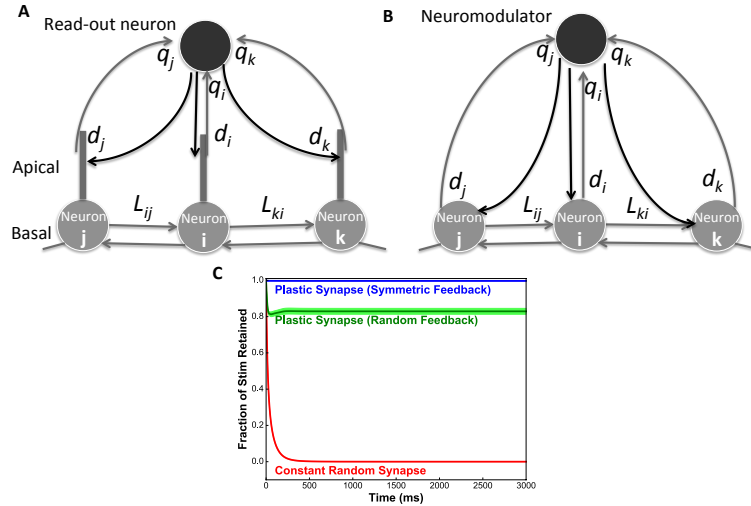 A
Read-out neuron
q_j
q_k
q_i
d_j
d_i
d_k
Apical
L_ij
L_ki
Basal
Neuron
j
Neuron
i
Neuron
k
B
Neuromodulator
q_j
q_k
q_i
d_j
d_i
d_k
L_ij
L_ki
Neuron
j
Neuron
i
Neuron
k
C
1.0
0.8
0.6
0.4
0.2
0.0
Fraction of Stim Retained
Plastic Synapse (Symmetric Feedback)
Plastic Synapse (Random Feedback)
Constant Random Synapse
0
500
1000
1500
2000
2500
3000
Time (ms)